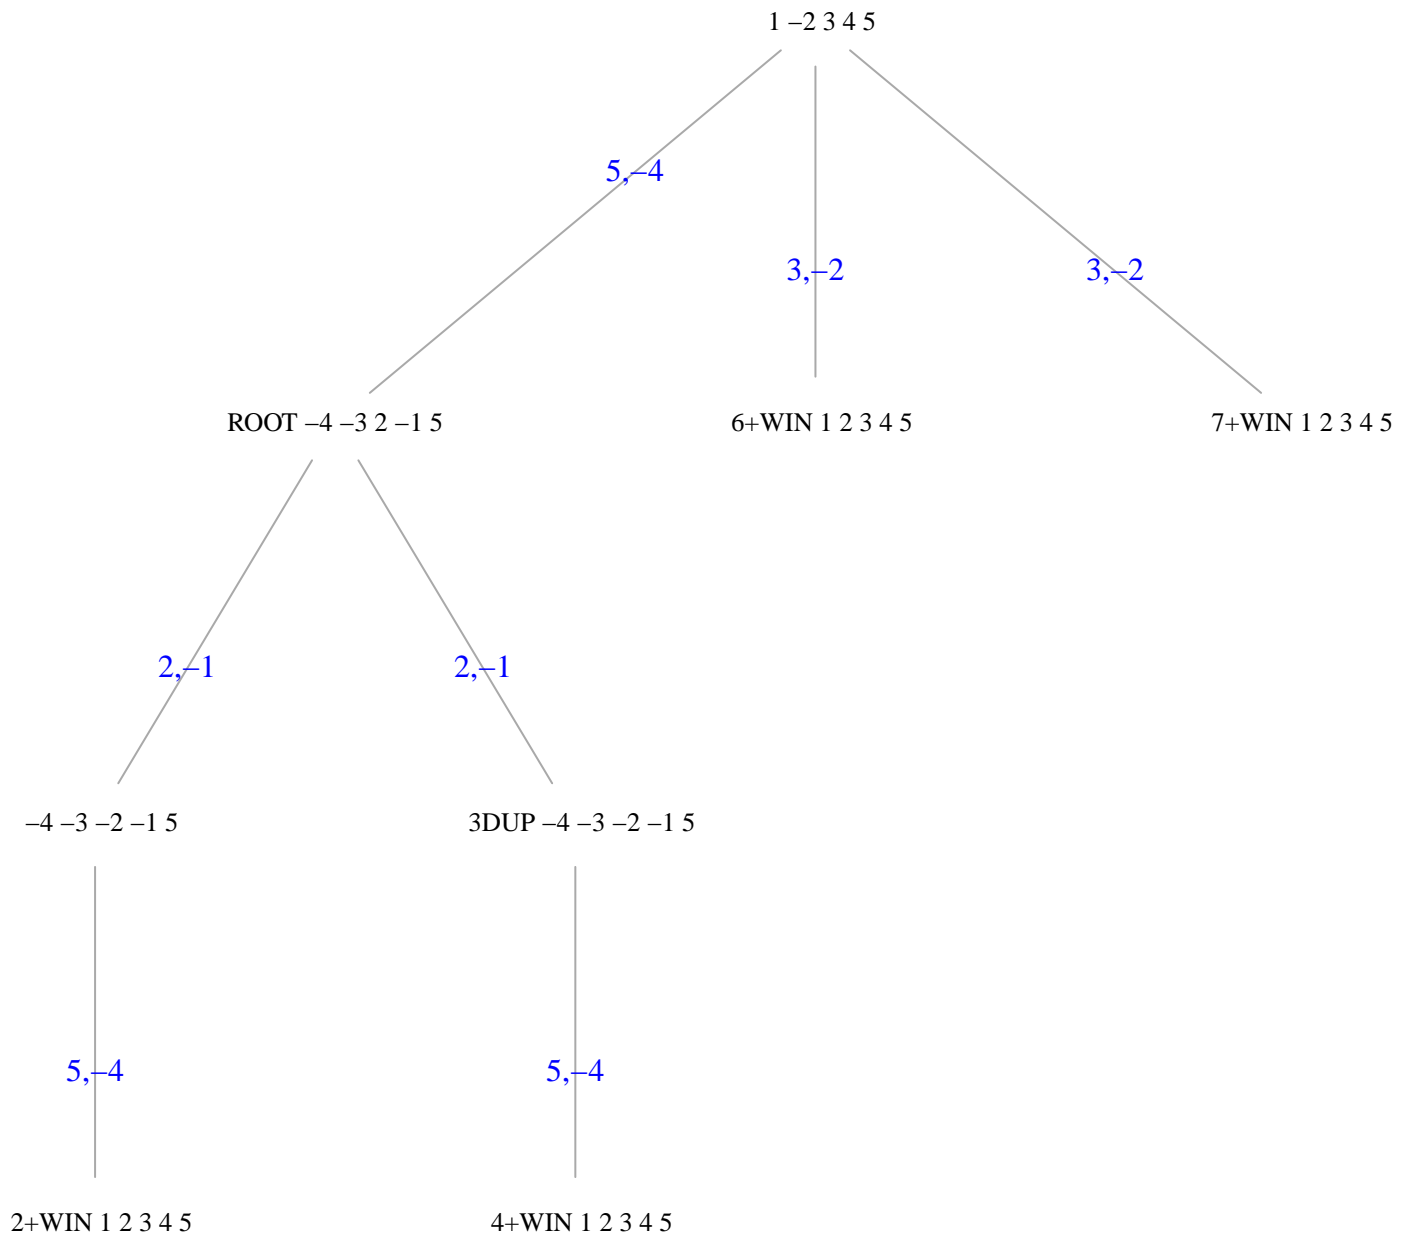 1 –2 3 4 5
5,–4
3,–2
3,–2
ROOT –4 –3 2 –1 5
6+WIN 1 2 3 4 5
7+WIN 1 2 3 4 5
2,–1
2,–1
–4 –3 –2 –1 5
3DUP –4 –3 –2 –1 5
5,–4
5,–4
2+WIN 1 2 3 4 5
4+WIN 1 2 3 4 5